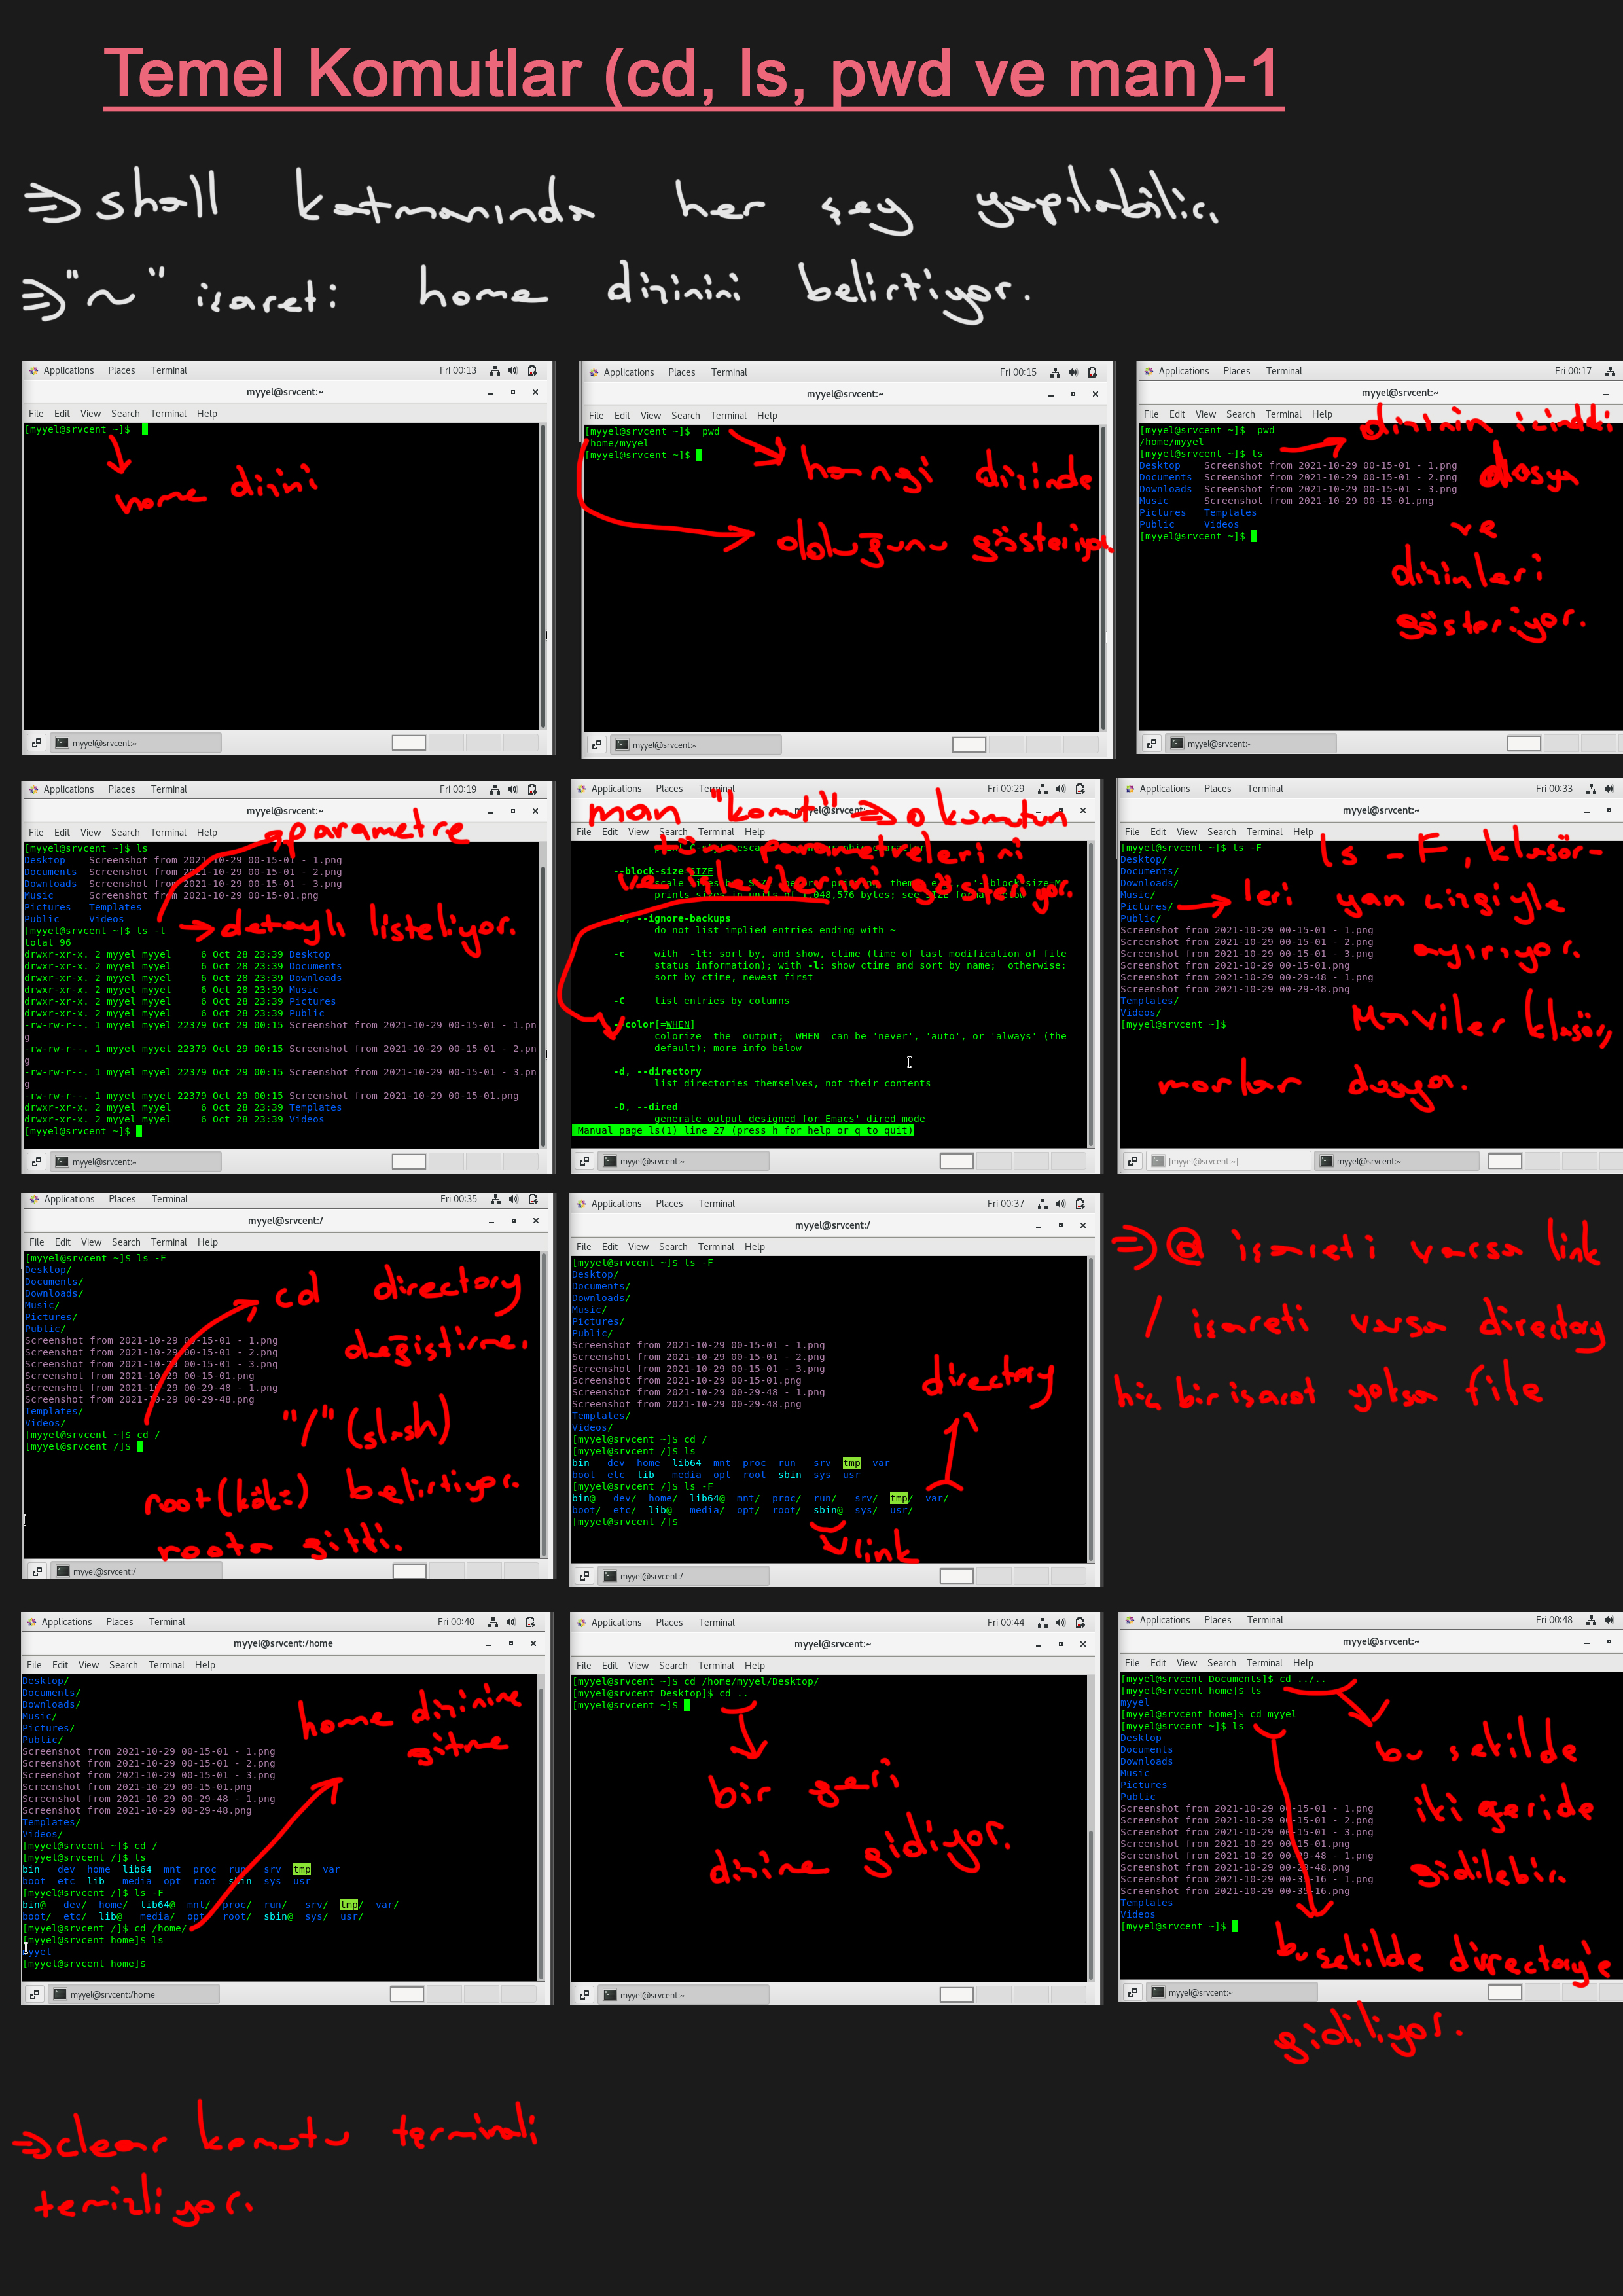 Temel Komutlar (cd, ls, pwd ve man)-1
⇒ shell katmanında her şey yapılabilir.
⇒ "~" işareti: home dizinini belirtiyor.
Applications Places Terminal Fri 00:13
myyel@srvcent:~
File Edit View Search Terminal Help
[myyel@srvcent ~]$
home dizini
myyel@srvcent:~
Applications Places Terminal Fri 00:15
myyel@srvcent:~
File Edit View Search Terminal Help
[myyel@srvcent ~]$ pwd
/home/myyel
[myyel@srvcent ~]$
hangi dizinde
olduğunu gösteriyor.
myyel@srvcent:~
Applications Places Terminal Fri 00:17
myyel@srvcent:~
File Edit View Search Terminal Help
[myyel@srvcent ~]$ pwd
/home/myyel
[myyel@srvcent ~]$ ls
Desktop Screenshot from 2021-10-29 00-15-01 - 1.png
Documents Screenshot from 2021-10-29 00-15-01 - 2.png
Downloads Screenshot from 2021-10-29 00-15-01 - 3.png
Music Screenshot from 2021-10-29 00-15-01.png
Pictures Templates
Public Videos
[myyel@srvcent ~]$
dizinin içindeki
dosya
ve
dizinleri
gösteriyor.
myyel@srvcent:~
Applications Places Terminal Fri 00:19
myyel@srvcent:~
File Edit View Search Terminal Help
parametre
[myyel@srvcent ~]$ ls
Desktop Screenshot from 2021-10-29 00-15-01 - 1.png
Documents Screenshot from 2021-10-29 00-15-01 - 2.png
Downloads Screenshot from 2021-10-29 00-15-01 - 3.png
Music Screenshot from 2021-10-29 00-15-01.png
Pictures Templates
Public Videos
[myyel@srvcent ~]$ ls -l
→ detaylı listeliyor.
total 96
drwxr-xr-x. 2 myyel myyel 6 Oct 28 23:39 Desktop
drwxr-xr-x. 2 myyel myyel 6 Oct 28 23:39 Documents
drwxr-xr-x. 2 myyel myyel 6 Oct 28 23:39 Downloads
drwxr-xr-x. 2 myyel myyel 6 Oct 28 23:39 Music
drwxr-xr-x. 2 myyel myyel 6 Oct 28 23:39 Pictures
drwxr-xr-x. 2 myyel myyel 6 Oct 28 23:39 Public
-rw-rw-r--. 1 myyel myyel 22379 Oct 29 00:15 Screenshot from 2021-10-29 00-15-01 - 1.pn
g
-rw-rw-r--. 1 myyel myyel 22379 Oct 29 00:15 Screenshot from 2021-10-29 00-15-01 - 2.pn
g
-rw-rw-r--. 1 myyel myyel 22379 Oct 29 00:15 Screenshot from 2021-10-29 00-15-01 - 3.pn
g
-rw-rw-r--. 1 myyel myyel 22379 Oct 29 00:15 Screenshot from 2021-10-29 00-15-01.png
drwxr-xr-x. 2 myyel myyel 6 Oct 28 23:39 Templates
drwxr-xr-x. 2 myyel myyel 6 Oct 28 23:39 Videos
[myyel@srvcent ~]$
myyel@srvcent:~
Applications Places Terminal Fri 00:29
man "komut" ⇒ o komutun
tüm parametrelerini
gösteriyor.
File Edit View Search Terminal Help
--block-size=SIZE
--ignore-backups
do not list implied entries ending with ~
-c with -lt: sort by, and show, ctime (time of last modification of file
status information); with -l: show ctime and sort by name; otherwise:
sort by ctime, newest first
-C list entries by columns
--color[=WHEN]
colorize the output; WHEN can be 'never', 'auto', or 'always' (the
default); more info below
-d, --directory
list directories themselves, not their contents
-D, --dired
generate output designed for Emacs' dired mode
Manual page ls(1) line 27 (press h for help or q to quit)
myyel@srvcent:~
Applications Places Terminal Fri 00:33
myyel@srvcent:~
File Edit View Search Terminal Help
[myyel@srvcent ~]$ ls -F
Desktop/
Documents/
Downloads/
Music/
Pictures/
Public/
Screenshot from 2021-10-29 00-15-01 - 1.png
Screenshot from 2021-10-29 00-15-01 - 2.png
Screenshot from 2021-10-29 00-15-01 - 3.png
Screenshot from 2021-10-29 00-15-01.png
Screenshot from 2021-10-29 00-29-48 - 1.png
Screenshot from 2021-10-29 00-29-48.png
Templates/
Videos/
[myyel@srvcent ~]$
ls -F, klasör-
leri yan çizgiyle
ayırıyor.
Maviler klasör,
morlar dosya.
[myyel@srvcent:~] myyel@srvcent:~
Applications Places Terminal Fri 00:35
myyel@srvcent:/
File Edit View Search Terminal Help
[myyel@srvcent ~]$ ls -F
Desktop/
Documents/
Downloads/
Music/
Pictures/
Public/
Screenshot from 2021-10-29 00-15-01 - 1.png
Screenshot from 2021-10-29 00-15-01 - 2.png
Screenshot from 2021-10-29 00-15-01 - 3.png
Screenshot from 2021-10-29 00-15-01.png
Screenshot from 2021-10-29 00-29-48 - 1.png
Screenshot from 2021-10-29 00-29-48.png
Templates/
Videos/
[myyel@srvcent ~]$ cd /
[myyel@srvcent /]$
cd directory
değiştirme.
"/" (slash)
root(kökü) belirtiyor.
roota gitti.
myyel@srvcent:/
Applications Places Terminal Fri 00:37
myyel@srvcent:/
File Edit View Search Terminal Help
[myyel@srvcent ~]$ ls -F
Desktop/
Documents/
Downloads/
Music/
Pictures/
Public/
Screenshot from 2021-10-29 00-15-01 - 1.png
Screenshot from 2021-10-29 00-15-01 - 2.png
Screenshot from 2021-10-29 00-15-01 - 3.png
Screenshot from 2021-10-29 00-15-01.png
Screenshot from 2021-10-29 00-29-48 - 1.png
Screenshot from 2021-10-29 00-29-48.png
Templates/
Videos/
[myyel@srvcent ~]$ cd /
[myyel@srvcent /]$ ls
bin dev home lib64 mnt proc run srv tmp var
boot etc lib media opt root sbin sys usr
[myyel@srvcent /]$ ls -F
bin@ dev/ home/ lib64@ mnt/ proc/ run/ srv/ tmp/ var/
boot/ etc/ lib@ media/ opt/ root/ sbin@ sys/ usr/
[myyel@srvcent /]$
directory
link
myyel@srvcent:/
⇒ @ işareti varsa link
/ işareti varsa directory
hiç bir işaret yoksa file
Applications Places Terminal Fri 00:40
myyel@srvcent:/home
File Edit View Search Terminal Help
Desktop/
Documents/
Downloads/
Music/
Pictures/
Public/
Screenshot from 2021-10-29 00-15-01 - 1.png
Screenshot from 2021-10-29 00-15-01 - 2.png
Screenshot from 2021-10-29 00-15-01 - 3.png
Screenshot from 2021-10-29 00-15-01.png
Screenshot from 2021-10-29 00-29-48 - 1.png
Screenshot from 2021-10-29 00-29-48.png
Templates/
Videos/
[myyel@srvcent ~]$ cd /
[myyel@srvcent /]$ ls
bin dev home lib64 mnt proc run srv tmp var
boot etc lib media opt root sbin sys usr
[myyel@srvcent /]$ ls -F
bin@ dev/ home/ lib64@ mnt/ proc/ run/ srv/ tmp/ var/
boot/ etc/ lib@ media/ opt/ root/ sbin@ sys/ usr/
[myyel@srvcent /]$ cd /home/
[myyel@srvcent home]$ ls
myyel
[myyel@srvcent home]$
home dizinine
gitme
myyel@srvcent:/home
Applications Places Terminal Fri 00:44
myyel@srvcent:~
File Edit View Search Terminal Help
[myyel@srvcent ~]$ cd /home/myyel/Desktop/
[myyel@srvcent Desktop]$ cd ..
[myyel@srvcent ~]$
bir geri
dizine gidiyor.
myyel@srvcent:~
Applications Places Terminal Fri 00:48
myyel@srvcent:~
File Edit View Search Terminal Help
[myyel@srvcent Documents]$ cd ../..
[myyel@srvcent home]$ ls
myyel
[myyel@srvcent home]$ cd myyel
[myyel@srvcent ~]$ ls
Desktop
Documents
Downloads
Music
Pictures
Public
Screenshot from 2021-10-29 00-15-01 - 1.png
Screenshot from 2021-10-29 00-15-01 - 2.png
Screenshot from 2021-10-29 00-15-01 - 3.png
Screenshot from 2021-10-29 00-15-01.png
Screenshot from 2021-10-29 00-29-48 - 1.png
Screenshot from 2021-10-29 00-29-48.png
Screenshot from 2021-10-29 00-35-16 - 1.png
Screenshot from 2021-10-29 00-35-16.png
Templates
Videos
[myyel@srvcent ~]$
bu şekilde
iki geride
gidilebir.
bu şekilde directory'e
gidiliyor.
myyel@srvcent:~
⇒ clear komutu terminali
temizliyor.